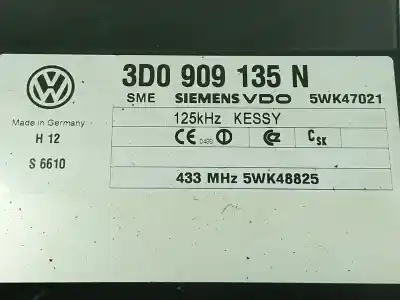 3D0 909 135 N
SME SIEMENS VDO 5WK47021
Made in Germany
125kHz KESSY
H 12
CE 0499 CSK
S 6610
433 MHz 5WK48825